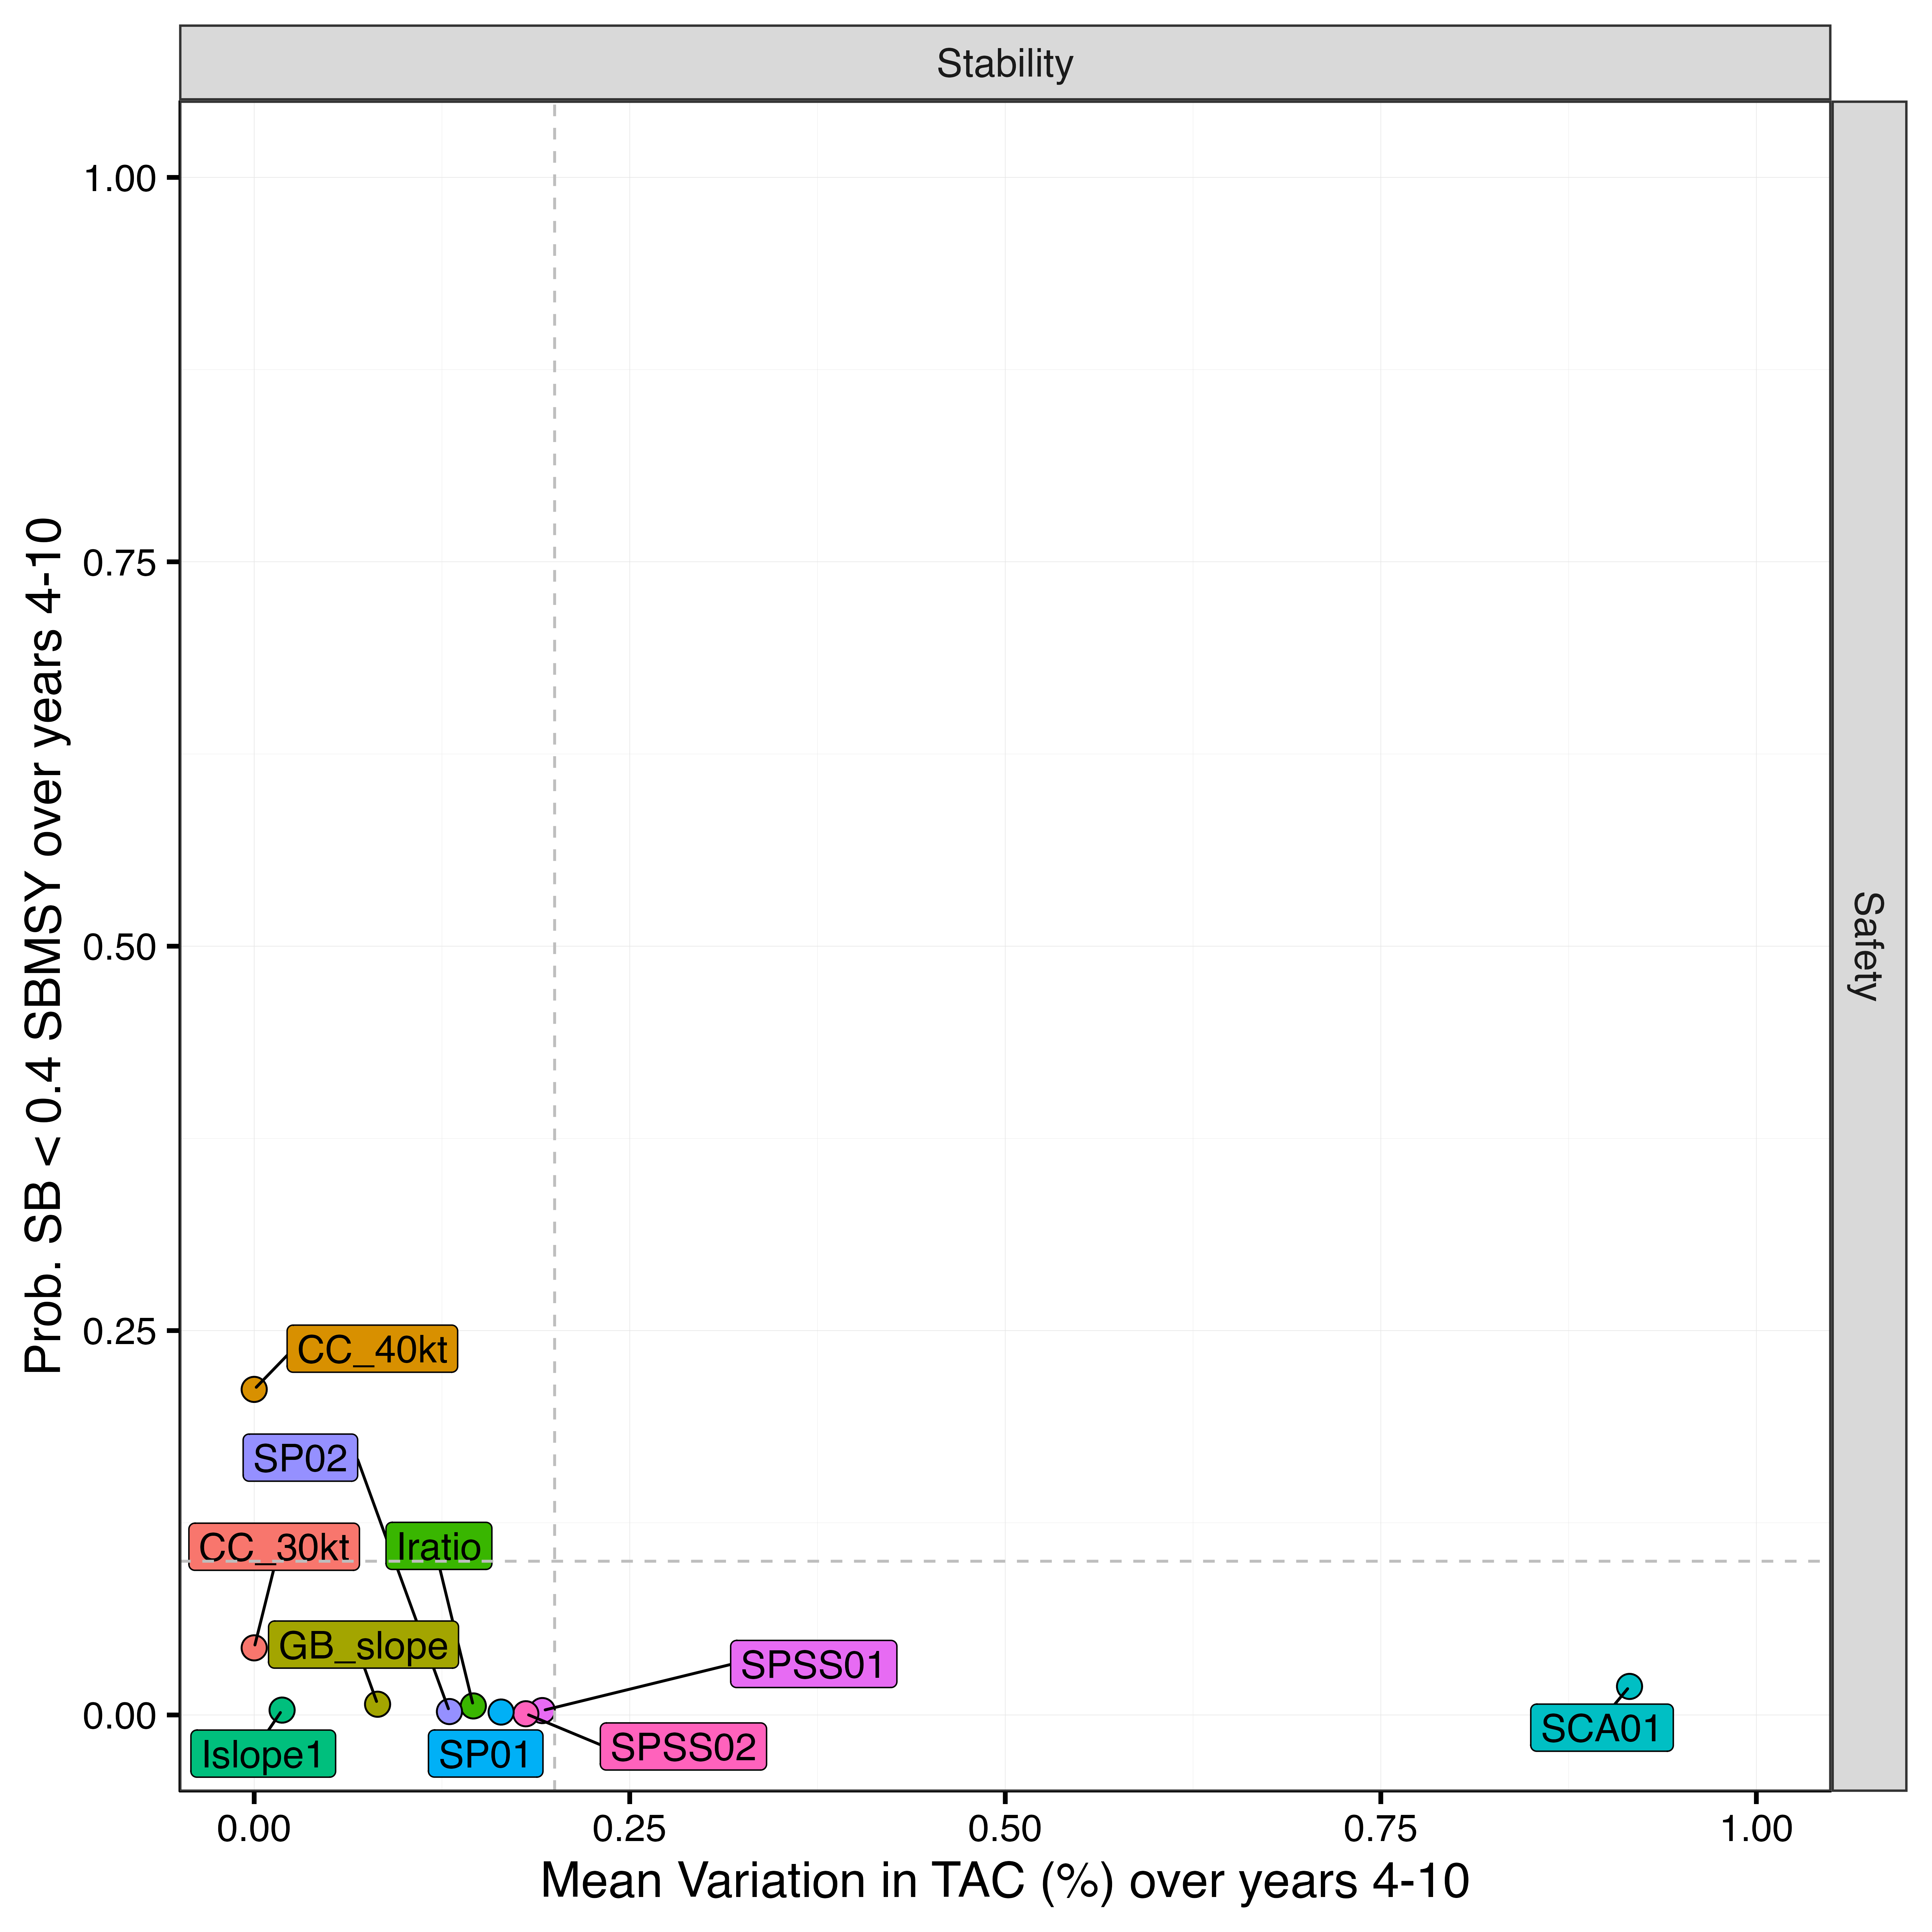 Stability
Safety
Prob. SB < 0.4 SBMSY over years 4-10
1.00
0.75
0.50
0.25
0.00
CC_40kt
SP02
CC_30kt
Iratio
GB_slope
SPSS01
SCA01
SPSS02
Islope1
SP01
0.00
0.25
0.50
0.75
1.00
Mean Variation in TAC (%) over years 4-10